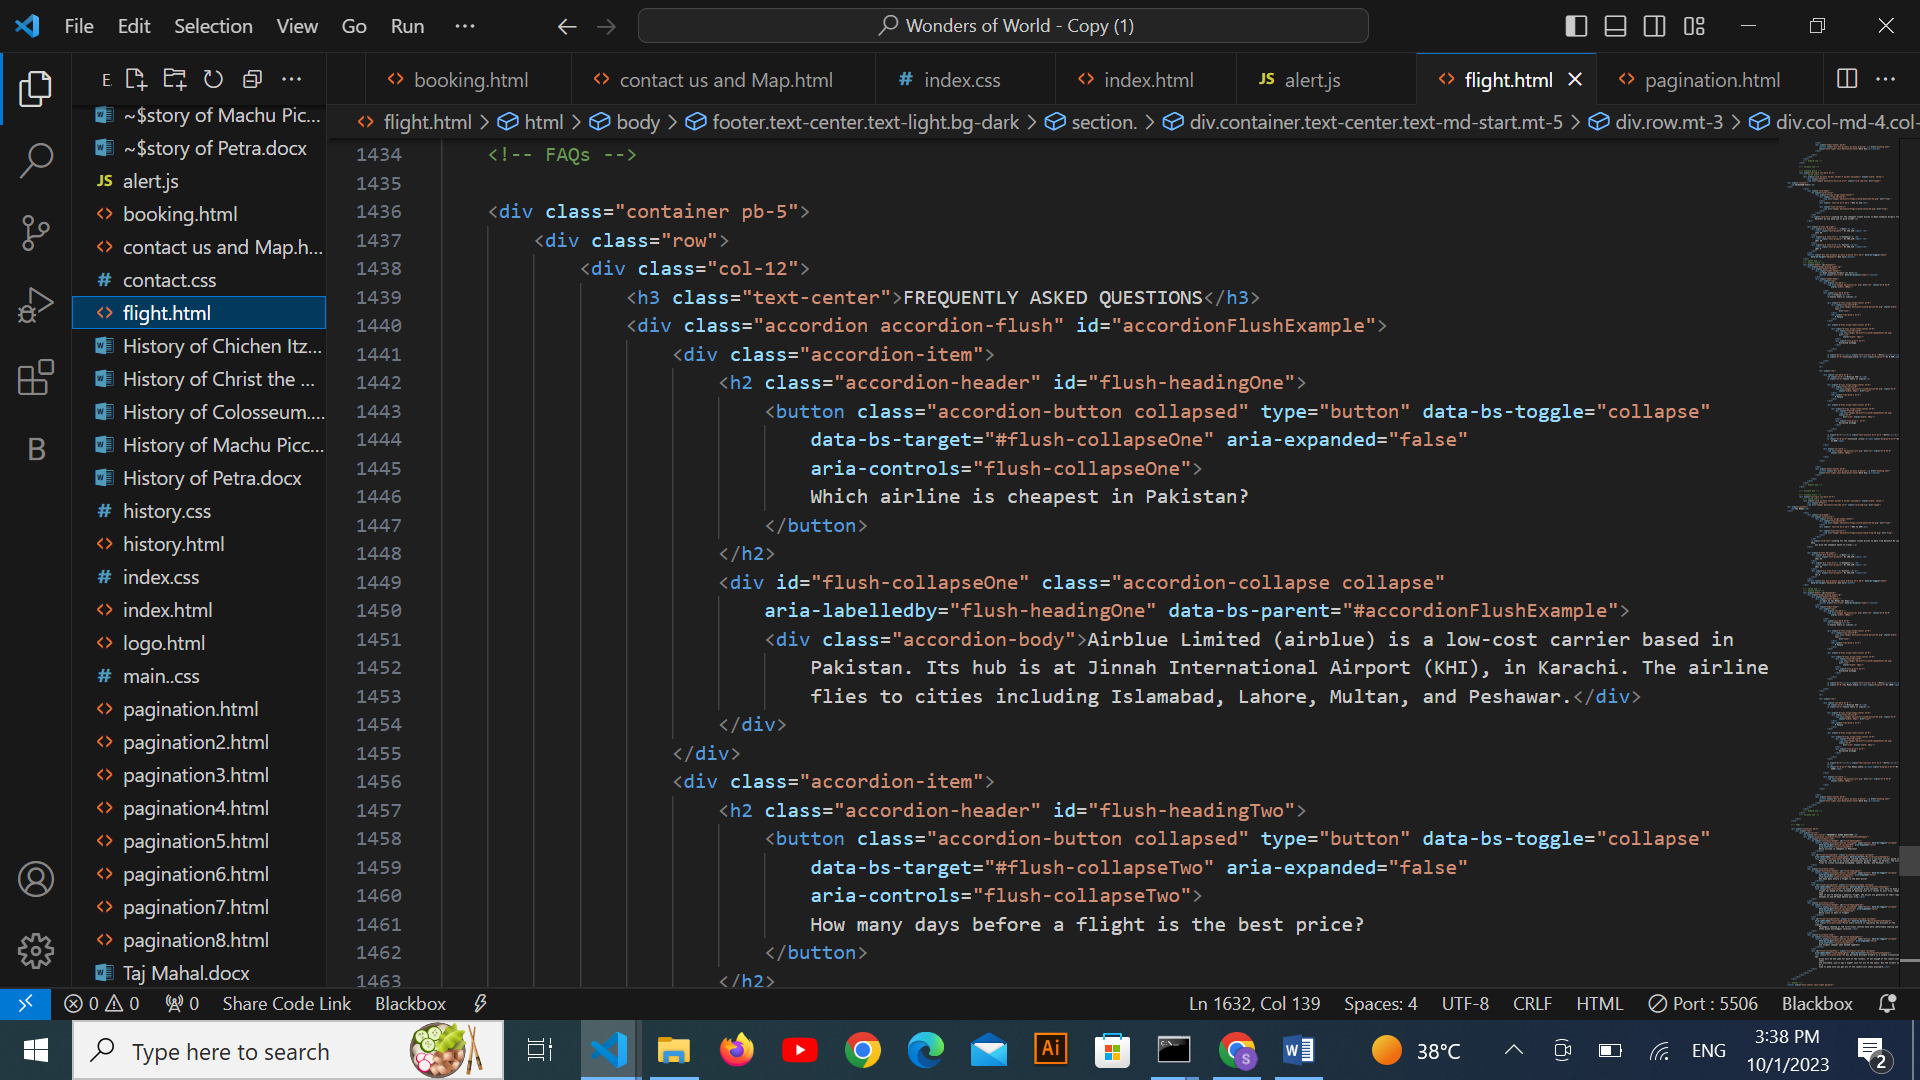 File Edit Selection View Go Run ···
Wonders of World - Copy (1)
E
booking.html
contact us and Map.html
# index.css
index.html
JS alert.js
flight.html
pagination.html
flight.html > html > body > footer.text-center.text-light.bg-dark > section. > div.container.text-center.text-md-start.mt-5 > div.row.mt-3 > div.col-md-4.col-
~$story of Machu Pic...
~$story of Petra.docx
JS alert.js
booking.html
contact us and Map.h...
# contact.css
flight.html
History of Chichen Itz...
History of Christ the ...
History of Colosseum....
History of Machu Picc...
History of Petra.docx
# history.css
history.html
# index.css
index.html
logo.html
# main..css
pagination.html
pagination2.html
pagination3.html
pagination4.html
pagination5.html
pagination6.html
pagination7.html
pagination8.html
Taj Mahal.docx
B
1434 <!-- FAQs -->
1435
1436 <div class="container pb-5">
1437 <div class="row">
1438 <div class="col-12">
1439 <h3 class="text-center">FREQUENTLY ASKED QUESTIONS</h3>
1440 <div class="accordion accordion-flush" id="accordionFlushExample">
1441 <div class="accordion-item">
1442 <h2 class="accordion-header" id="flush-headingOne">
1443 <button class="accordion-button collapsed" type="button" data-bs-toggle="collapse"
1444 data-bs-target="#flush-collapseOne" aria-expanded="false"
1445 aria-controls="flush-collapseOne">
1446 Which airline is cheapest in Pakistan?
1447 </button>
1448 </h2>
1449 <div id="flush-collapseOne" class="accordion-collapse collapse"
1450 aria-labelledby="flush-headingOne" data-bs-parent="#accordionFlushExample">
1451 <div class="accordion-body">Airblue Limited (airblue) is a low-cost carrier based in
1452 Pakistan. Its hub is at Jinnah International Airport (KHI), in Karachi. The airline
1453 flies to cities including Islamabad, Lahore, Multan, and Peshawar.</div>
1454 </div>
1455 </div>
1456 <div class="accordion-item">
1457 <h2 class="accordion-header" id="flush-headingTwo">
1458 <button class="accordion-button collapsed" type="button" data-bs-toggle="collapse"
1459 data-bs-target="#flush-collapseTwo" aria-expanded="false"
1460 aria-controls="flush-collapseTwo">
1461 How many days before a flight is the best price?
1462 </button>
1463 </h2>
0 0 0 Share Code Link Blackbox
Ln 1632, Col 139 Spaces: 4 UTF-8 CRLF HTML Port : 5506 Blackbox
Type here to search
Ai
S
W
38°C
ENG
3:38 PM
10/1/2023
2